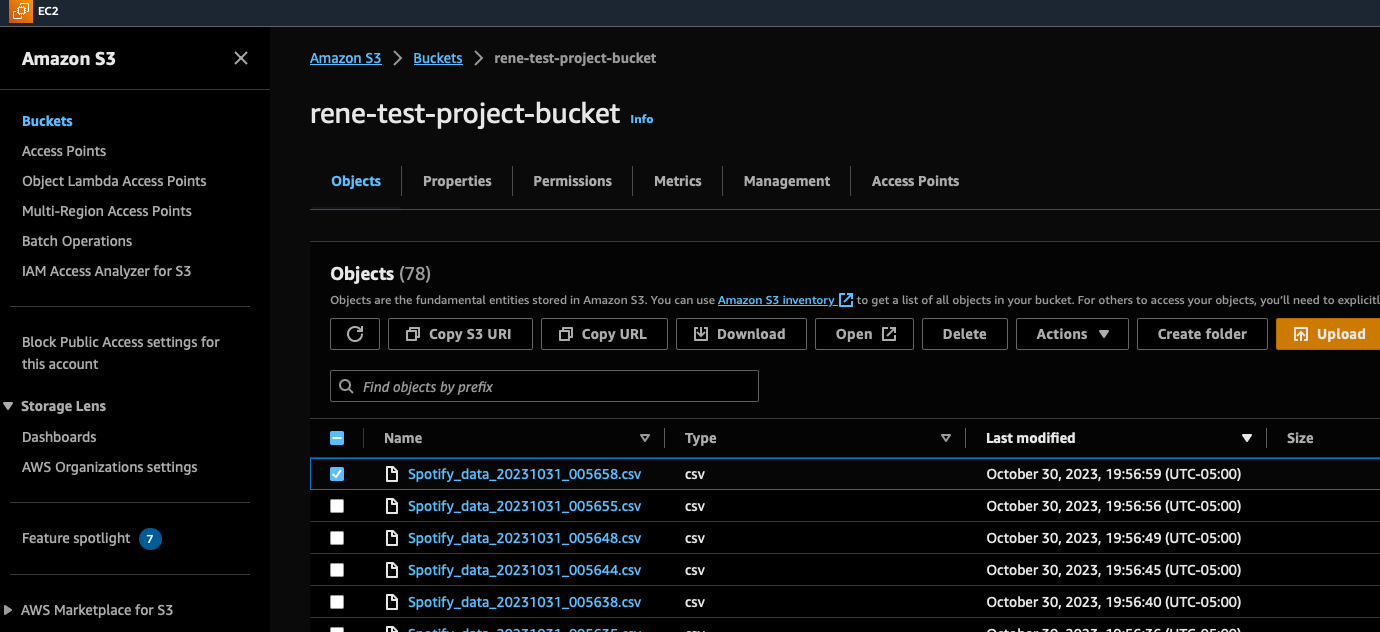 EC2
Amazon S3
Buckets
Access Points
Object Lambda Access Points
Multi-Region Access Points
Batch Operations
IAM Access Analyzer for S3
Block Public Access settings for
this account
Storage Lens
Dashboards
AWS Organizations settings
Feature spotlight 7
AWS Marketplace for S3
Amazon S3 Buckets rene-test-project-bucket
rene-test-project-bucket Info
Objects Properties Permissions Metrics Management Access Points
Objects (78)
Objects are the fundamental entities stored in Amazon S3. You can use Amazon S3 inventory to get a list of all objects in your bucket. For others to access your objects, you'll need to explicitl
Copy S3 URI Copy URL Download Open Delete Actions Create folder Upload
Find objects by prefix
Name Type Last modified Size
Spotify_data_20231031_005658.csv csv October 30, 2023, 19:56:59 (UTC-05:00)
Spotify_data_20231031_005655.csv csv October 30, 2023, 19:56:56 (UTC-05:00)
Spotify_data_20231031_005648.csv csv October 30, 2023, 19:56:49 (UTC-05:00)
Spotify_data_20231031_005644.csv csv October 30, 2023, 19:56:45 (UTC-05:00)
Spotify_data_20231031_005638.csv csv October 30, 2023, 19:56:40 (UTC-05:00)